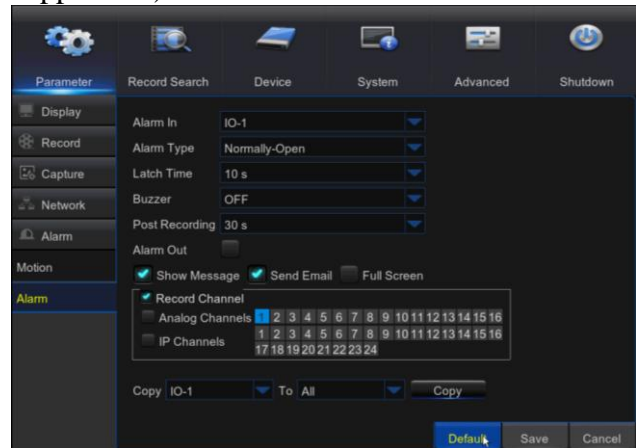 Parameter Record Search Device System Advanced Shutdown
Display
Record
Capture
Network
Alarm
Motion
Alarm
Alarm In IO-1
Alarm Type Normally-Open
Latch Time 10 s
Buzzer OFF
Post Recording 30 s
Alarm Out
Show Message Send Email Full Screen
Record Channel
Analog Channels 1 2 3 4 5 6 7 8 9 10 11 12 13 14 15 16
IP Channels 1 2 3 4 5 6 7 8 9 10 11 12 13 14 15 16
17 18 19 20 21 22 23 24
Copy IO-1 To All Copy
Default Save Cancel